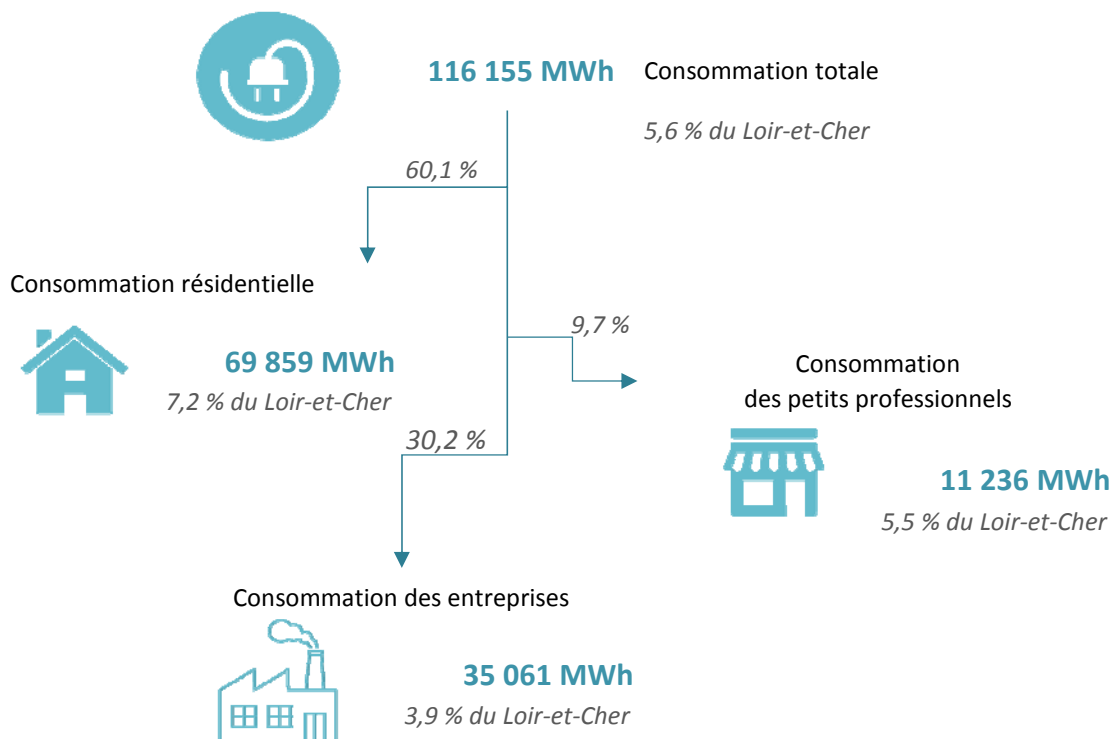 116 155 MWh Consommation totale
5,6 % du Loir-et-Cher
60,1 %
Consommation résidentielle
69 859 MWh
7,2 % du Loir-et-Cher
9,7 %
Consommation
des petits professionnels
11 236 MWh
5,5 % du Loir-et-Cher
30,2 %
Consommation des entreprises
35 061 MWh
3,9 % du Loir-et-Cher